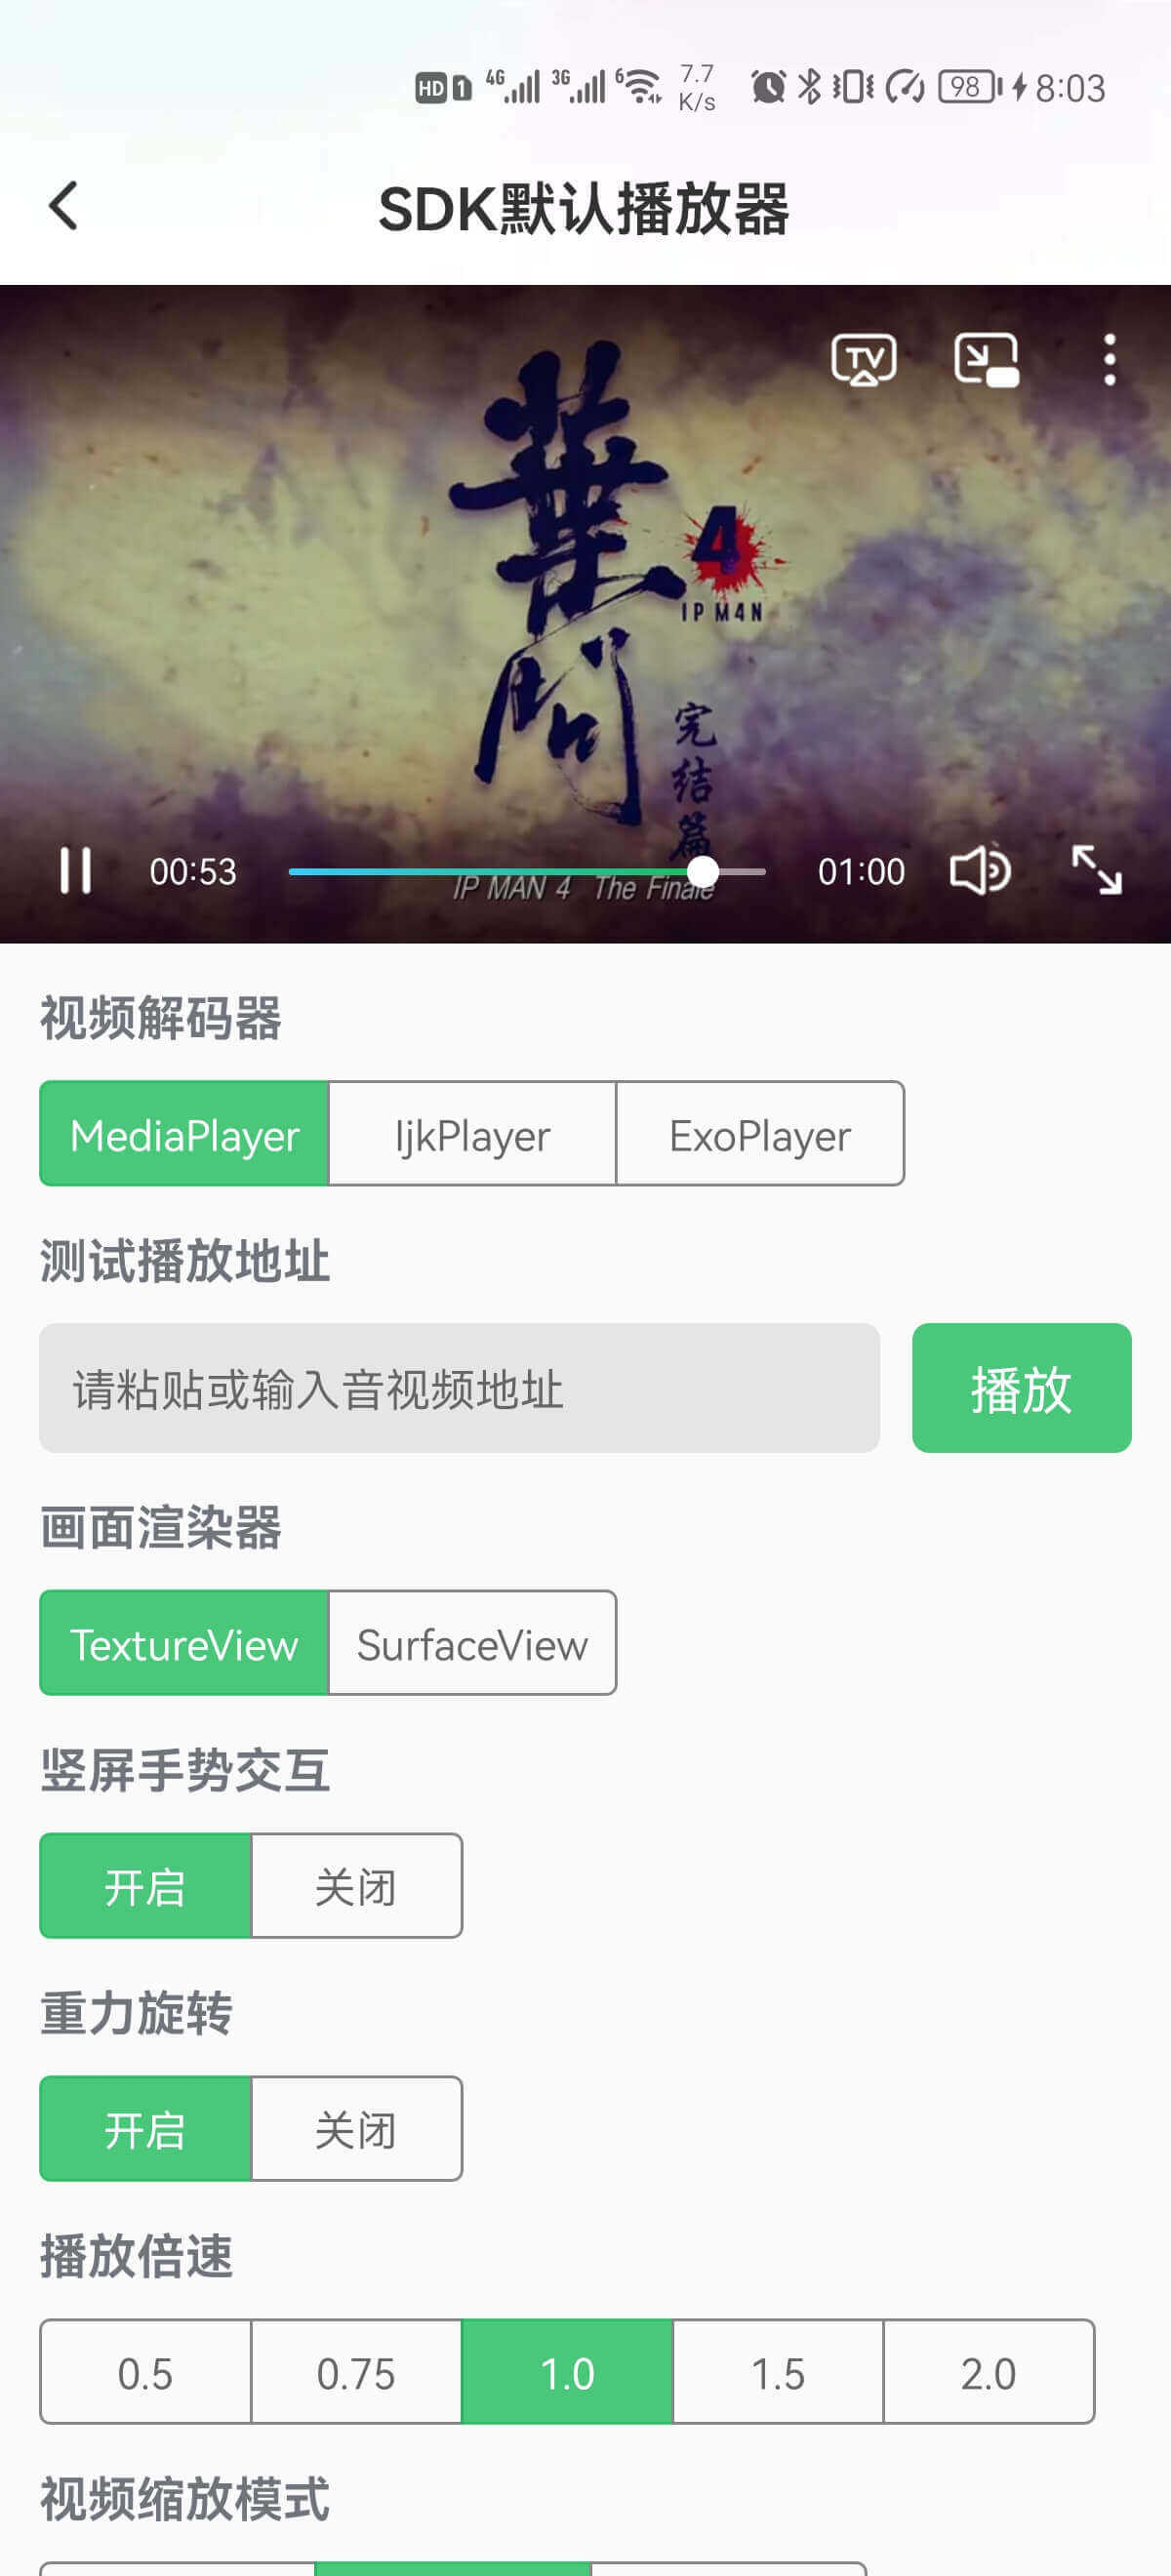 HD 1 4G 3G 6 7.7 K/s 98 8:03
SDK默认播放器
TV
葉問
4
IP M4N
完结篇
00:53
01:00
IP MAN 4 The Finale
视频解码器
MediaPlayer IjkPlayer ExoPlayer
测试播放地址
请粘贴或输入音视频地址 播放
画面渲染器
TextureView SurfaceView
竖屏手势交互
开启 关闭
重力旋转
开启 关闭
播放倍速
0.5 0.75 1.0 1.5 2.0
视频缩放模式